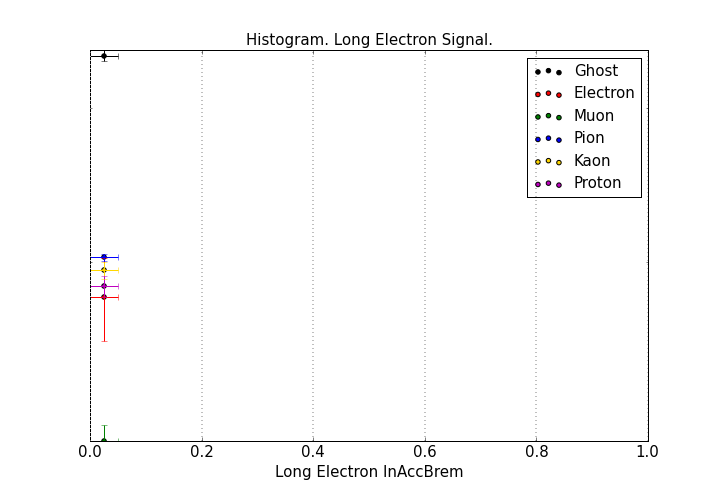 Histogram. Long Electron Signal.
Ghost
Electron
Muon
Pion
Kaon
Proton
0.0 0.2 0.4 0.6 0.8 1.0
Long Electron InAccBrem